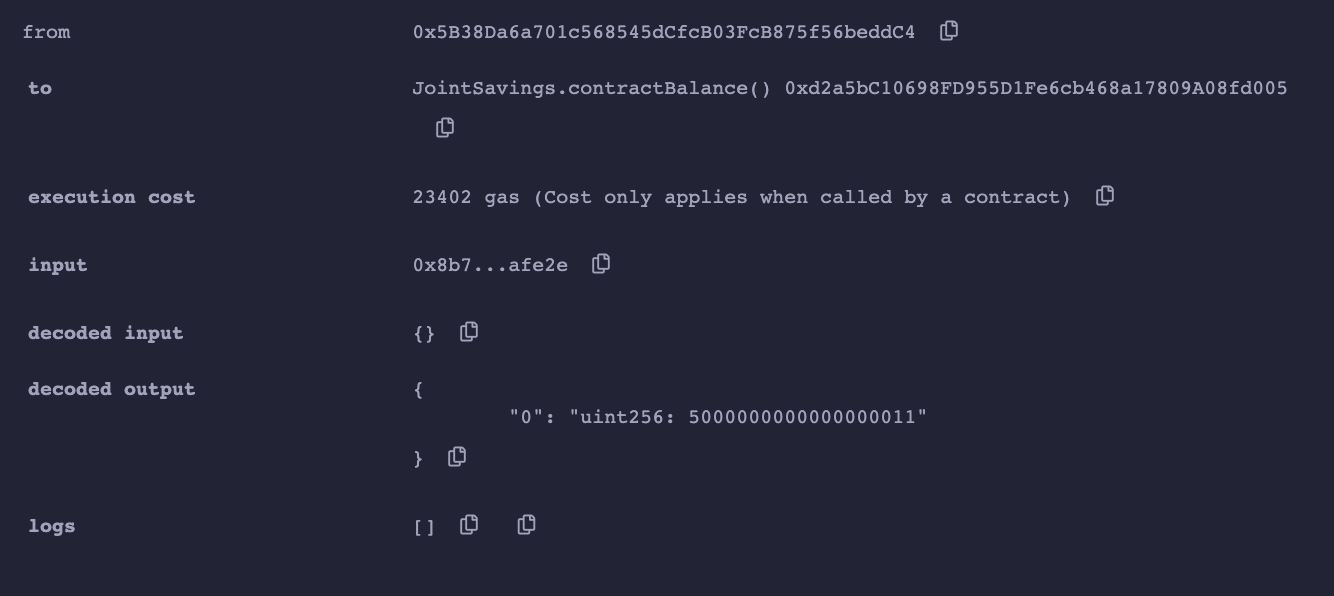 from 0x5B38Da6a701c568545dCfcB03FcB875f56beddC4
to JointSavings.contractBalance() 0xd2a5bC10698FD955D1Fe6cb468a17809A08fd005
execution cost 23402 gas (Cost only applies when called by a contract)
input 0x8b7...afe2e
decoded input {}
decoded output {
"0": "uint256: 5000000000000000011"
}
logs []